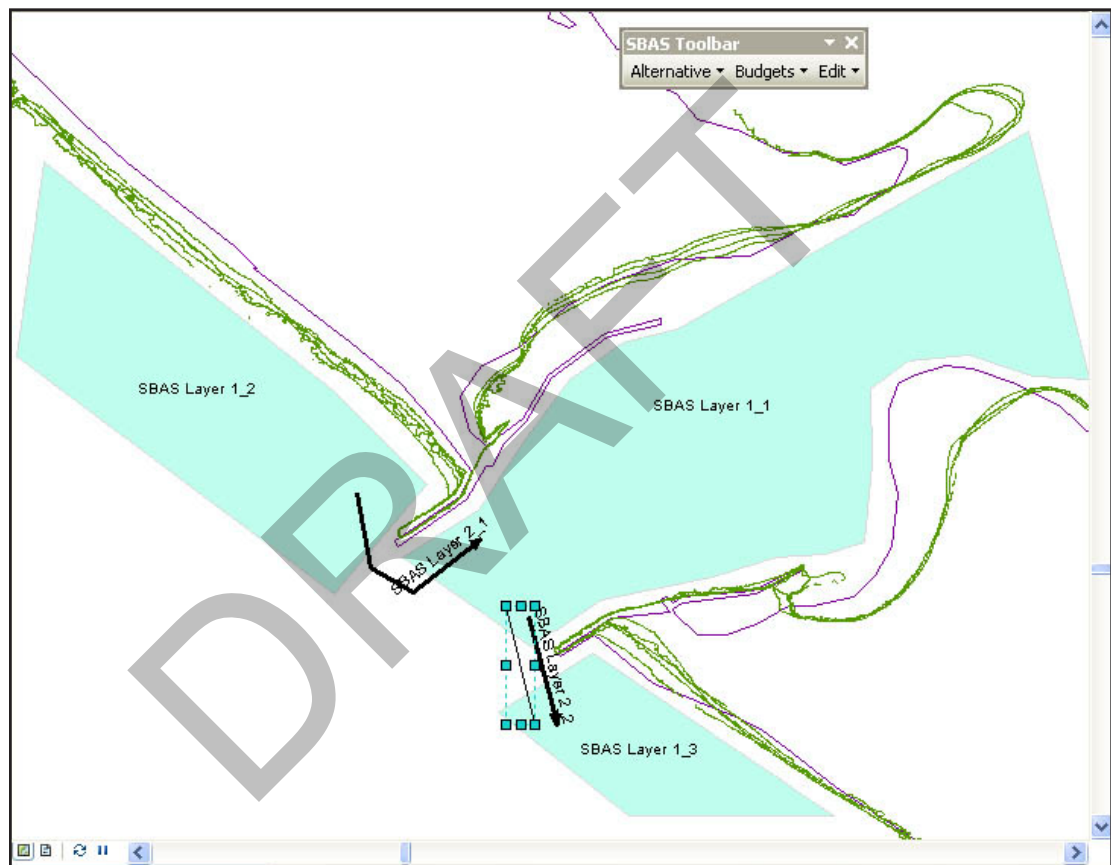 SBAS Toolbar
Alternative Budgets Edit
SBAS Layer 1_2
SBAS Layer 1_1
SBAS Layer 2_1
SBAS Layer 2_2
SBAS Layer 1_3
DRAFT